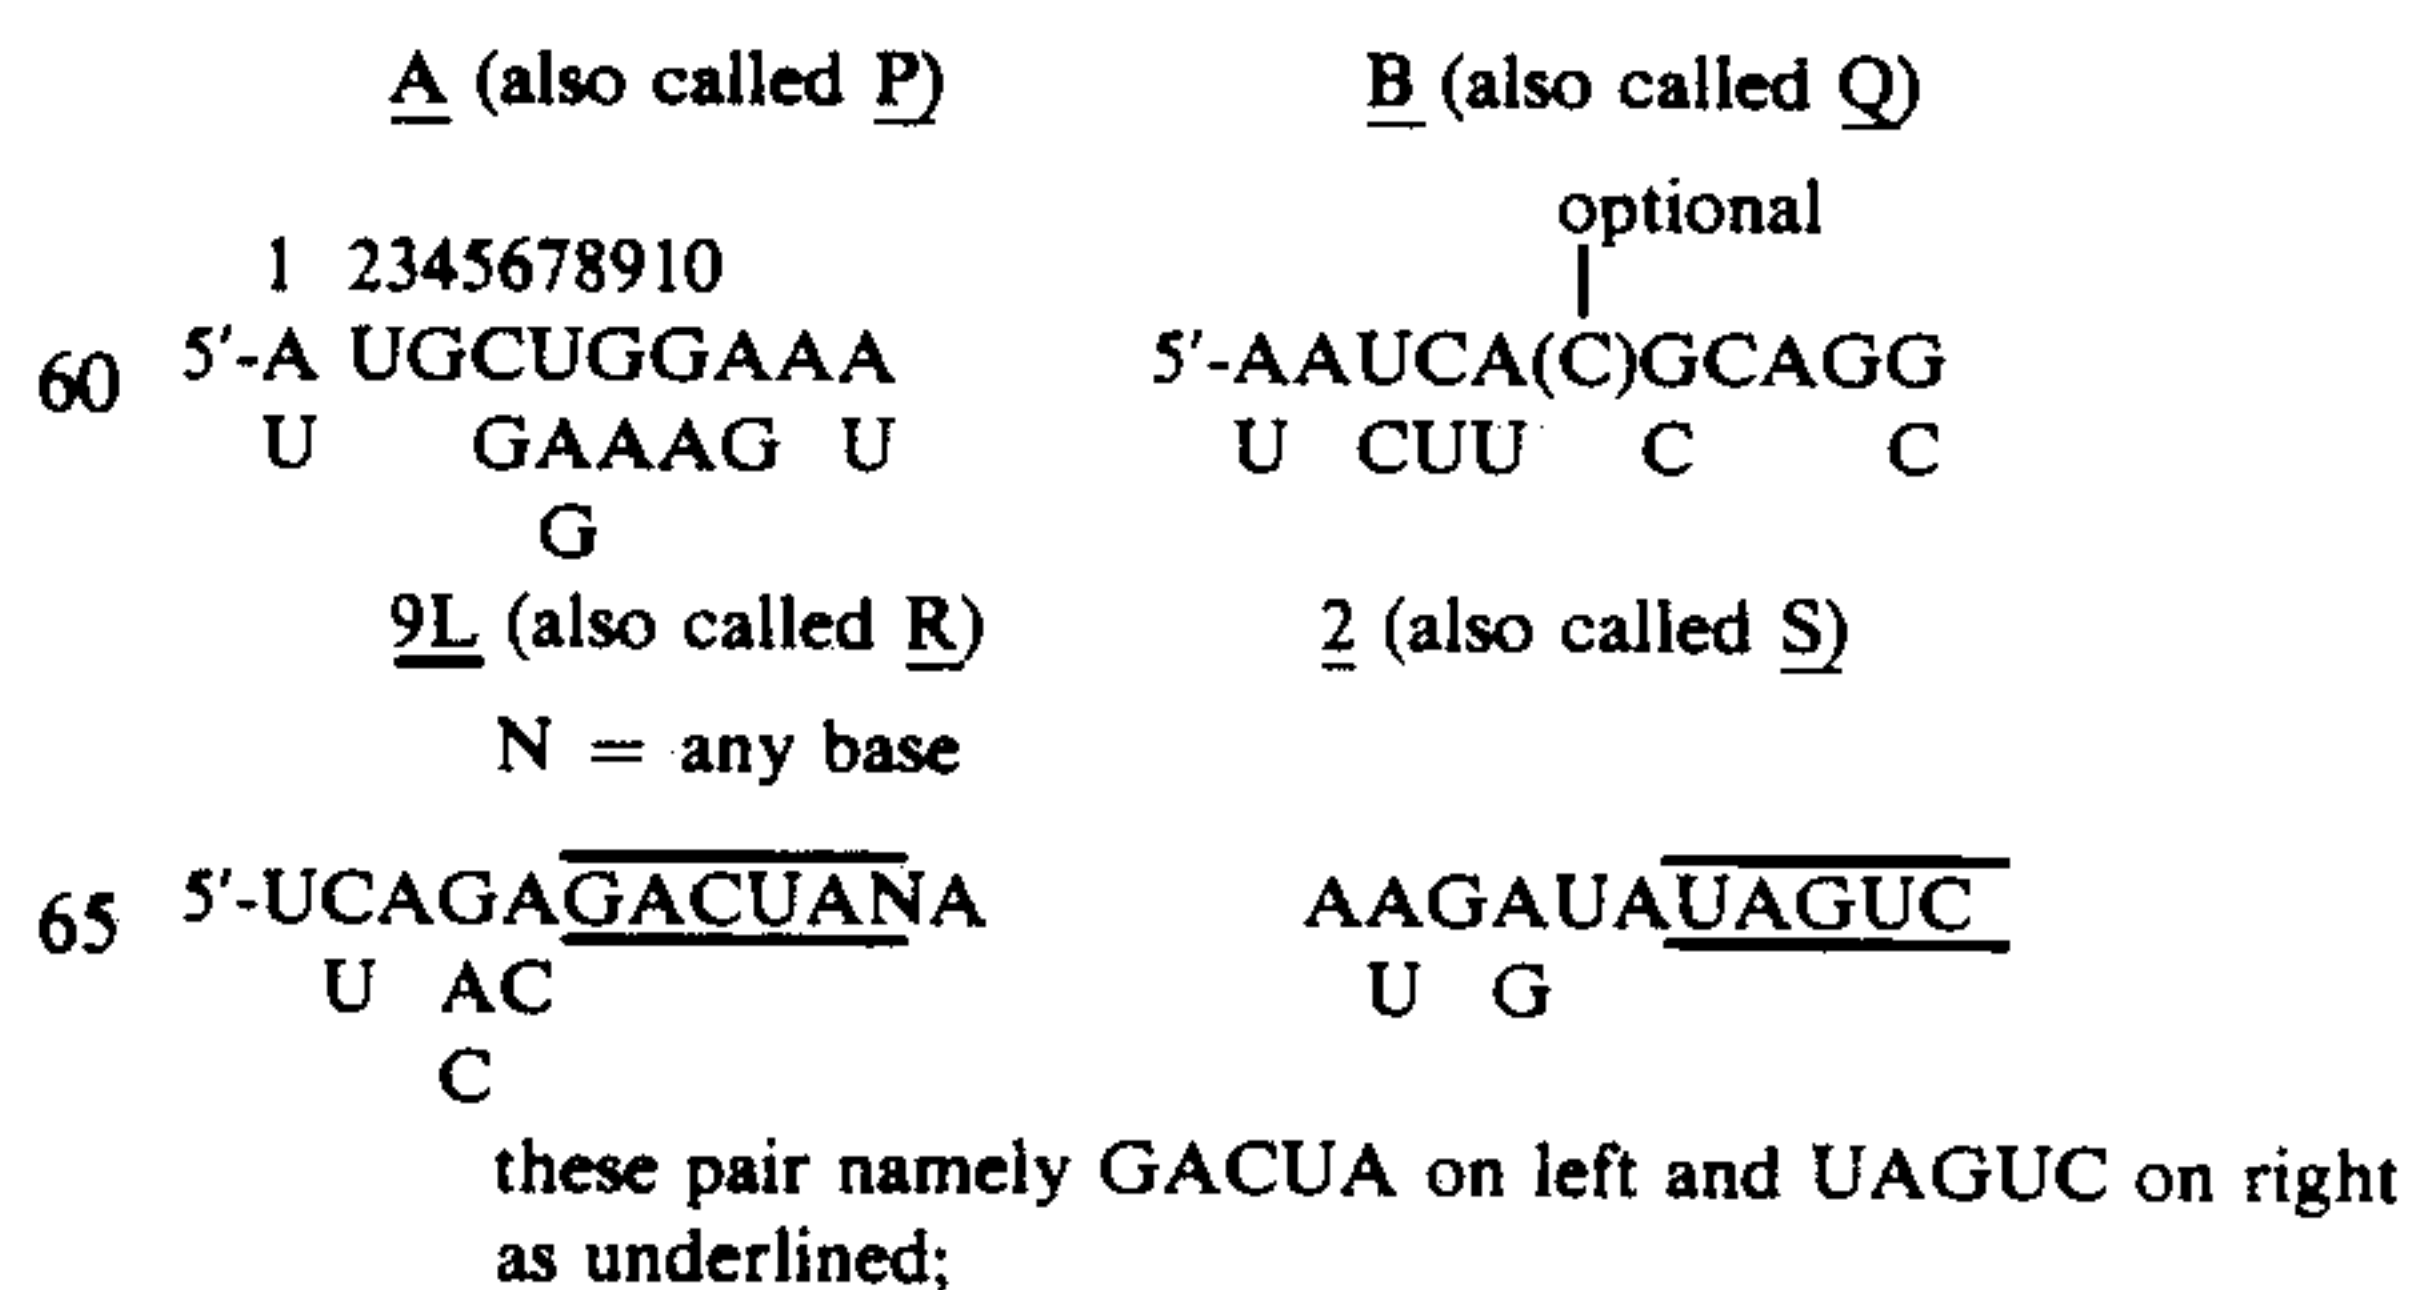 A (also called P) B (also called Q)
optional
1 2345678910
60 5'-A UGCUGGAAA 5'-AAUCA(C)GCAGG
U GAAAG U U CUU C C
G
9L (also called R) 2 (also called S)
N = any base
65 5'-UCAGAGACUANA AAGAUAUAGUC
U AC U G
C
these pair namely GACUA on left and UAGUC on right
as underlined;